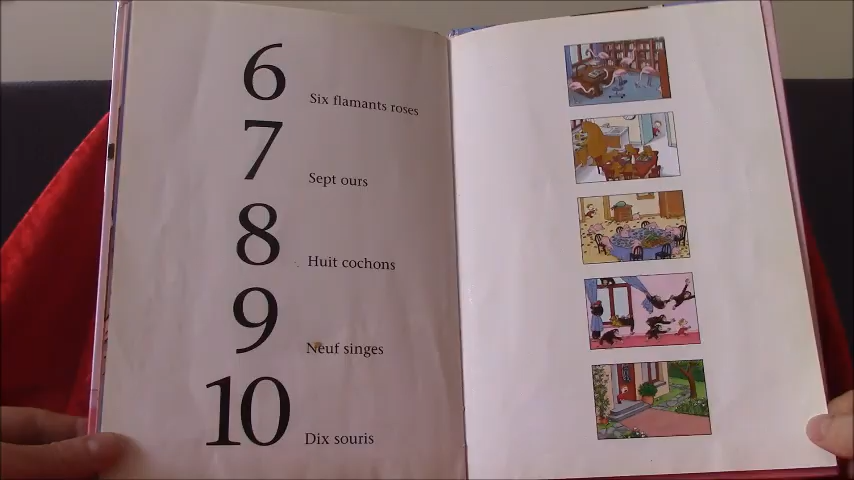 6
Six flamants roses
7
Sept ours
8
Huit cochons
9
Neuf singes
10
Dix souris